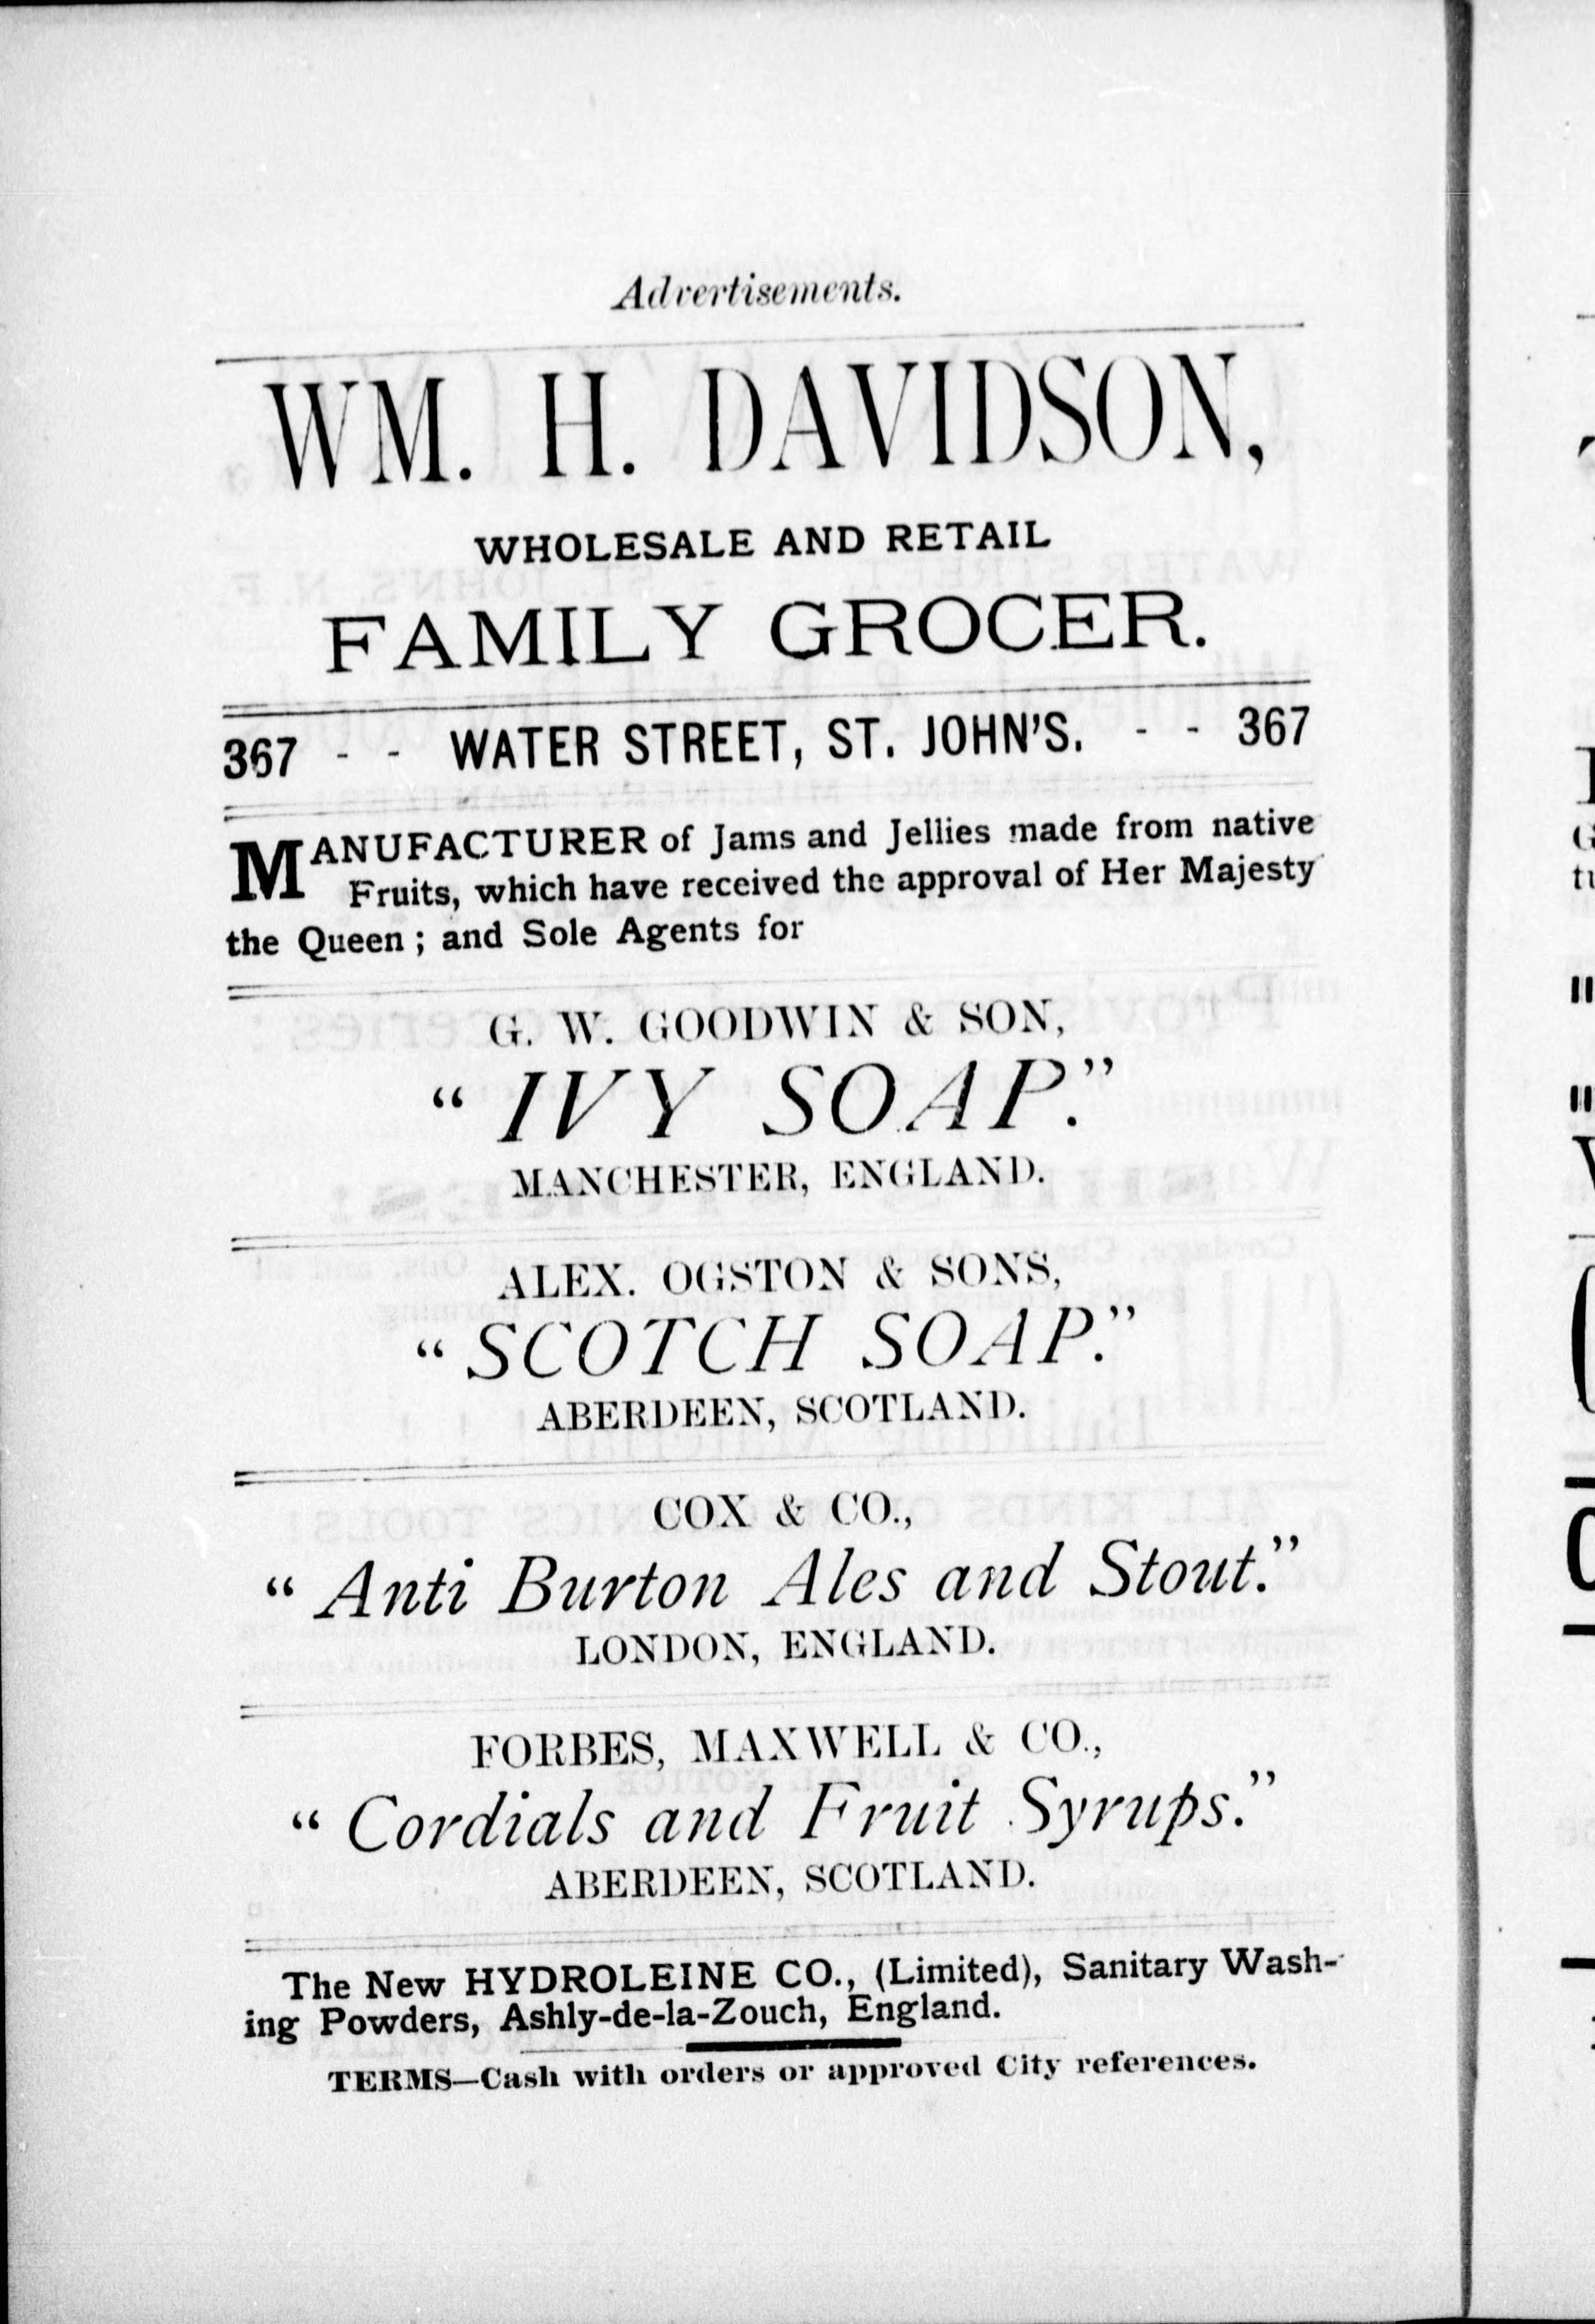 Advertisements.
WM. H. DAVIDSON,
WHOLESALE AND RETAIL
FAMILY GROCER.
367 - - WATER STREET, ST. JOHN'S. - - 367
MANUFACTURER of Jams and Jellies made from native
Fruits, which have received the approval of Her Majesty
the Queen; and Sole Agents for
G. W. GOODWIN & SON,
"IVY SOAP."
MANCHESTER, ENGLAND.
ALEX. OGSTON & SONS,
"SCOTCH SOAP."
ABERDEEN, SCOTLAND.
COX & CO.,
"Anti Burton Ales and Stout."
LONDON, ENGLAND.
FORBES, MAXWELL & CO.,
"Cordials and Fruit Syrups."
ABERDEEN, SCOTLAND.
The New HYDROLEINE CO., (Limited), Sanitary Wash-
ing Powders, Ashly-de-la-Zouch, England.
TERMS—Cash with orders or approved City references.